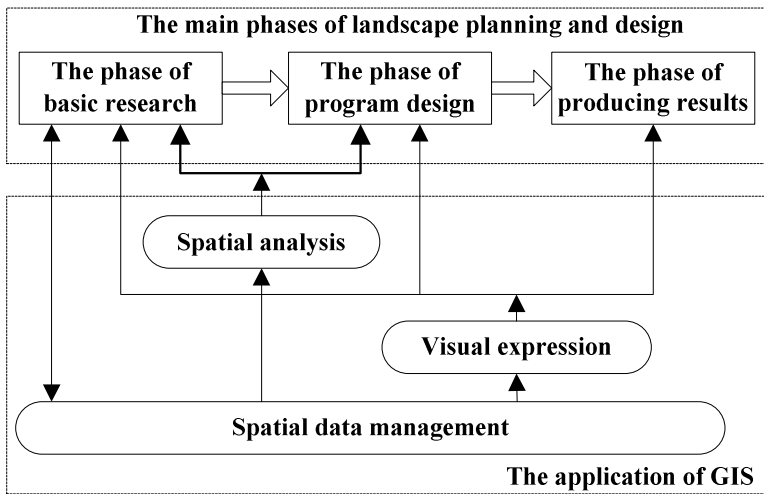 The main phases of landscape planning and design
The phase of
basic research
The phase of
program design
The phase of
producing results
Spatial analysis
Visual expression
Spatial data management
The application of GIS